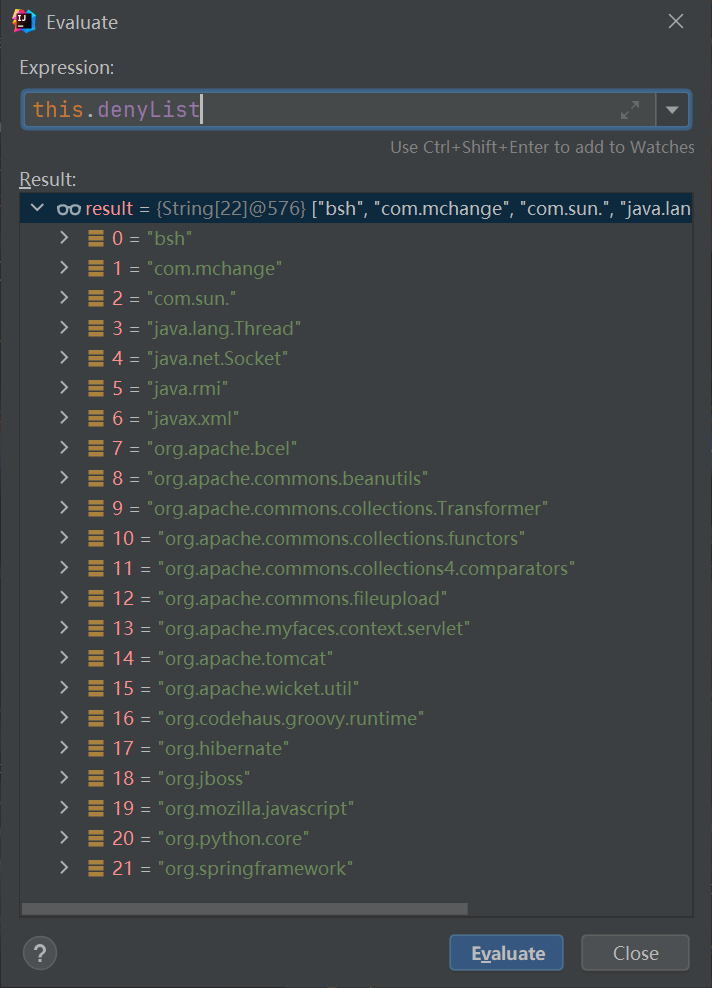 Evaluate
Expression:
this.denyList
Use Ctrl+Shift+Enter to add to Watches
Result:
result = {String[22]@576} ["bsh", "com.mchange", "com.sun.", "java.lan
0 = "bsh"
1 = "com.mchange"
2 = "com.sun."
3 = "java.lang.Thread"
4 = "java.net.Socket"
5 = "java.rmi"
6 = "javax.xml"
7 = "org.apache.bcel"
8 = "org.apache.commons.beanutils"
9 = "org.apache.commons.collections.Transformer"
10 = "org.apache.commons.collections.functors"
11 = "org.apache.commons.collections4.comparators"
12 = "org.apache.commons.fileupload"
13 = "org.apache.myfaces.context.servlet"
14 = "org.apache.tomcat"
15 = "org.apache.wicket.util"
16 = "org.codehaus.groovy.runtime"
17 = "org.hibernate"
18 = "org.jboss"
19 = "org.mozilla.javascript"
20 = "org.python.core"
21 = "org.springframework"
? Evaluate Close